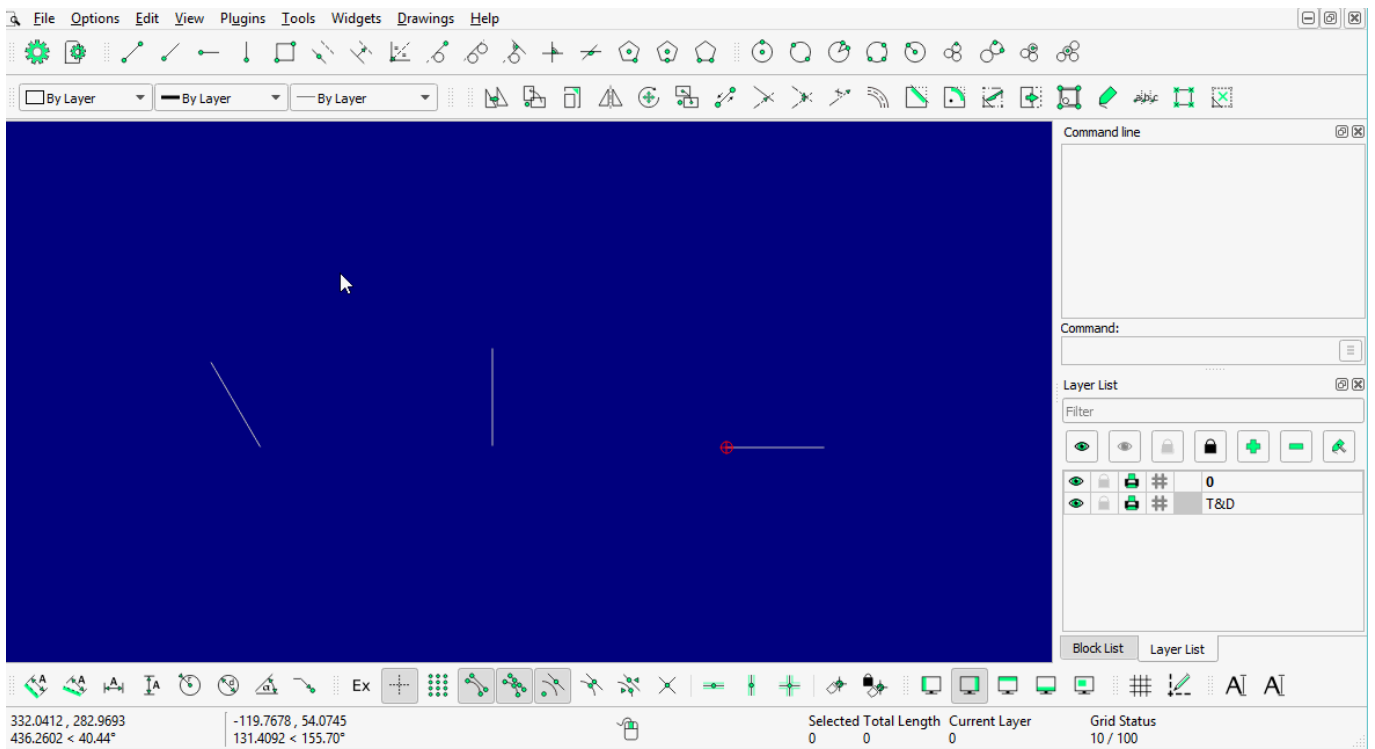 File Options Edit View Plugins Tools Widgets Drawings Help
By Layer By Layer By Layer abc
Command line
Command:
Layer List
Filter
0
T&D
Block List Layer List
A A A α Ex A A
332.0412 , 282.9693 -119.7678 , 54.0745 Selected Total Length Current Layer Grid Status
436.2602 < 40.44° 131.4092 < 155.70° 0 0 0 10 / 100